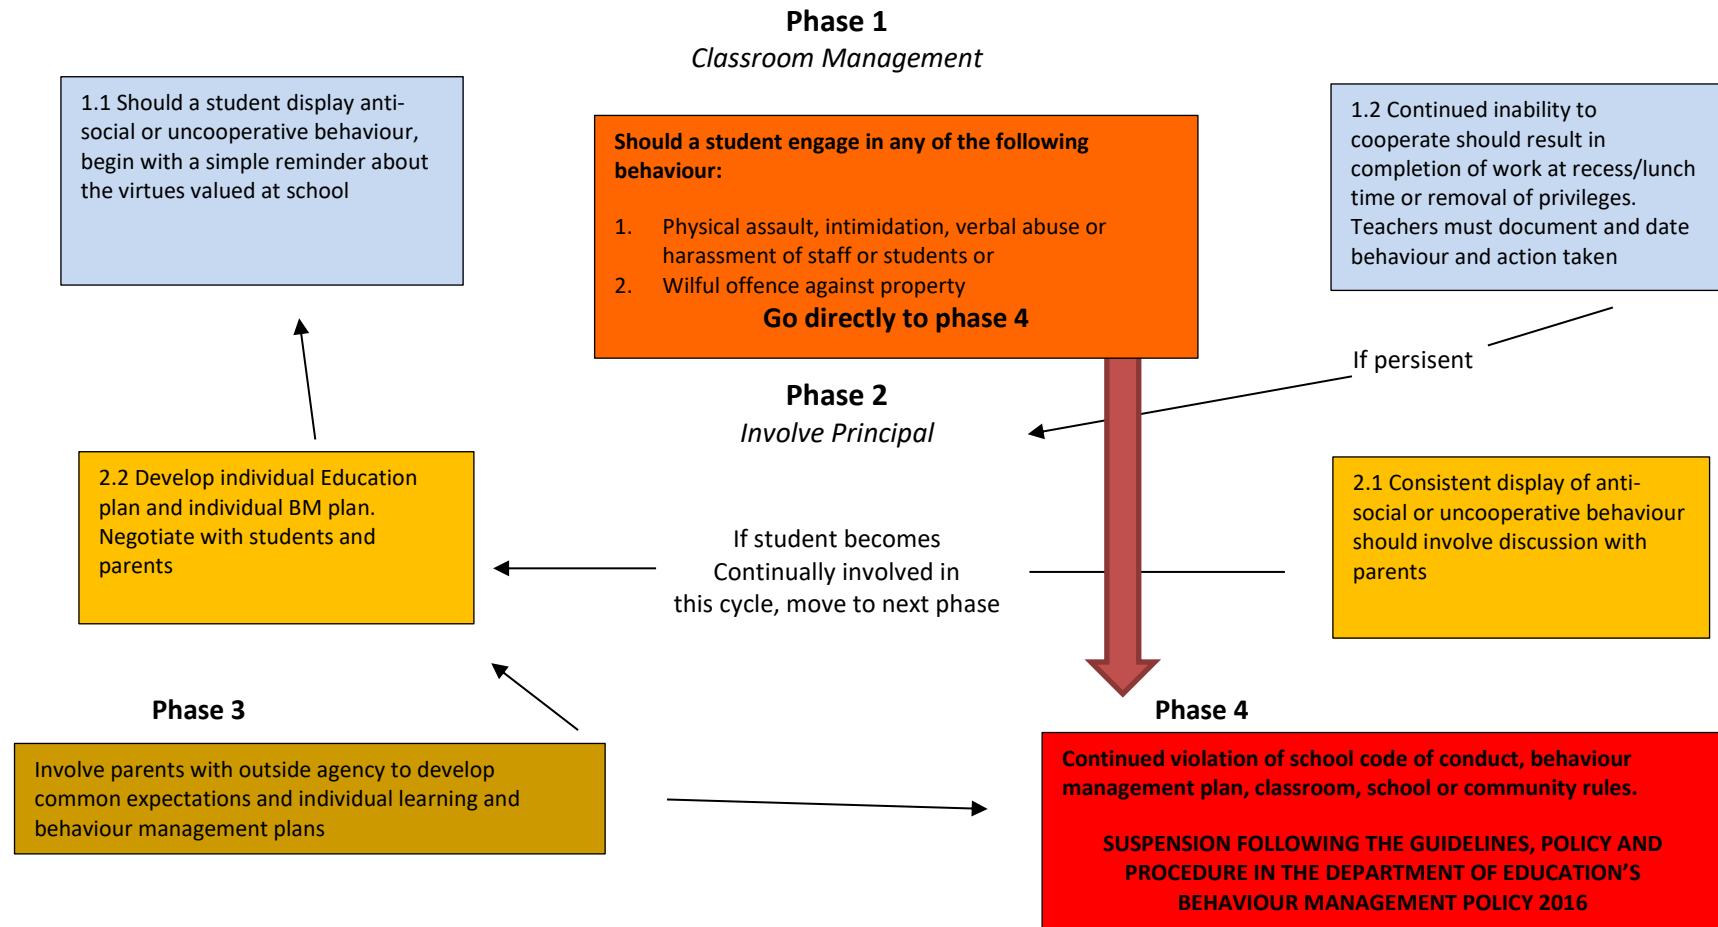 Phase 1
Classroom Management
1.1 Should a student display anti-
social or uncooperative behaviour,
begin with a simple reminder about
the virtues valued at school
Should a student engage in any of the following
behaviour:
1. Physical assault, intimidation, verbal abuse or
harassment of staff or students or
2. Wilful offence against property
Go directly to phase 4
1.2 Continued inability to
cooperate should result in
completion of work at recess/lunch
time or removal of privileges.
Teachers must document and date
behaviour and action taken
If persisent
Phase 2
Involve Principal
2.2 Develop individual Education
plan and individual BM plan.
Negotiate with students and
parents
If student becomes
Continually involved in
this cycle, move to next phase
2.1 Consistent display of anti-
social or uncooperative behaviour
should involve discussion with
parents
Phase 3
Involve parents with outside agency to develop
common expectations and individual learning and
behaviour management plans
Phase 4
Continued violation of school code of conduct, behaviour
management plan, classroom, school or community rules.
SUSPENSION FOLLOWING THE GUIDELINES, POLICY AND
PROCEDURE IN THE DEPARTMENT OF EDUCATION’S
BEHAVIOUR MANAGEMENT POLICY 2016